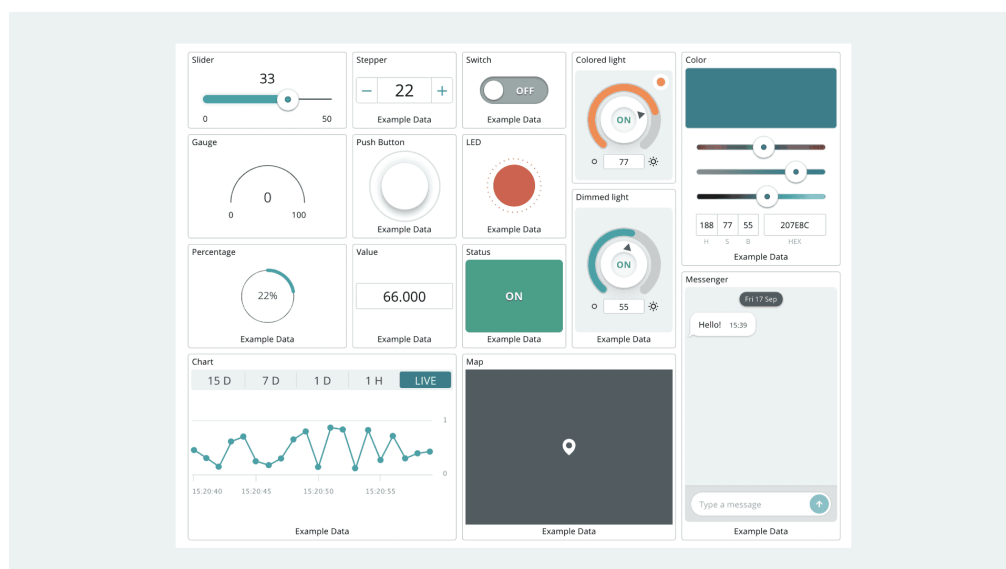 Slider
33
0 50
Stepper
− 22 +
Example Data
Switch
OFF
Example Data
Colored light
ON
77
Color
188 77 55 207E8C
H S B HEX
Example Data
Gauge
0
0 100
Push Button
Example Data
LED
Example Data
Dimmed light
ON
55
Example Data
Percentage
22%
Example Data
Value
66.000
Example Data
Status
ON
Example Data
Messenger
Fri 17 Sep
Hello! 15:39
Type a message
Example Data
Chart
15 D 7 D 1 D 1 H LIVE
1
0
15:20:40 15:20:45 15:20:50 15:20:55
Example Data
Map
Example Data